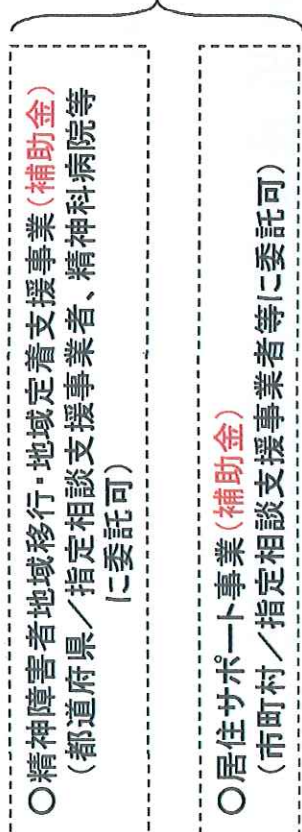 ○精神障害者地域移行・地域定着支援事業(補助金)
(都道府県／指定相談支援事業者、精神科病院等
に委託可)
○居住サポート事業(補助金)
(市町村／指定相談支援事業者等に委託可)